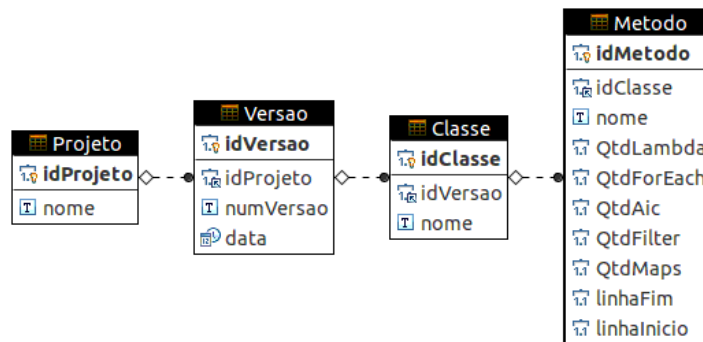 Projeto
idProjeto
nome
Versao
idVersao
idProjeto
numVersao
data
Classe
idClasse
idVersao
nome
Metodo
idMetodo
idClasse
nome
QtdLambda
QtdForEach
QtdAic
QtdFilter
QtdMaps
linhaFim
linhaInicio